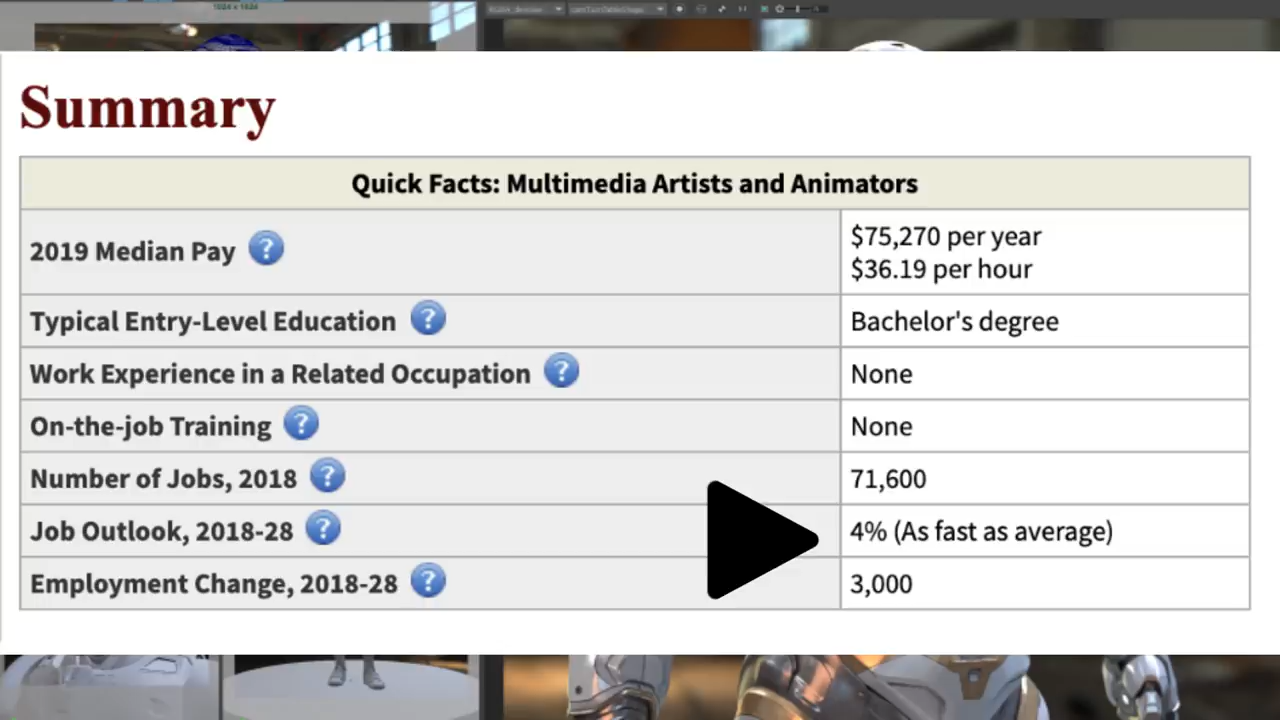 1024 x 1024
Summary
Quick Facts: Multimedia Artists and Animators
2019 Median Pay ?
$75,270 per year
$36.19 per hour
Typical Entry-Level Education ?
Bachelor's degree
Work Experience in a Related Occupation ?
None
On-the-job Training ?
None
Number of Jobs, 2018 ?
71,600
Job Outlook, 2018-28 ?
4% (As fast as average)
Employment Change, 2018-28 ?
3,000